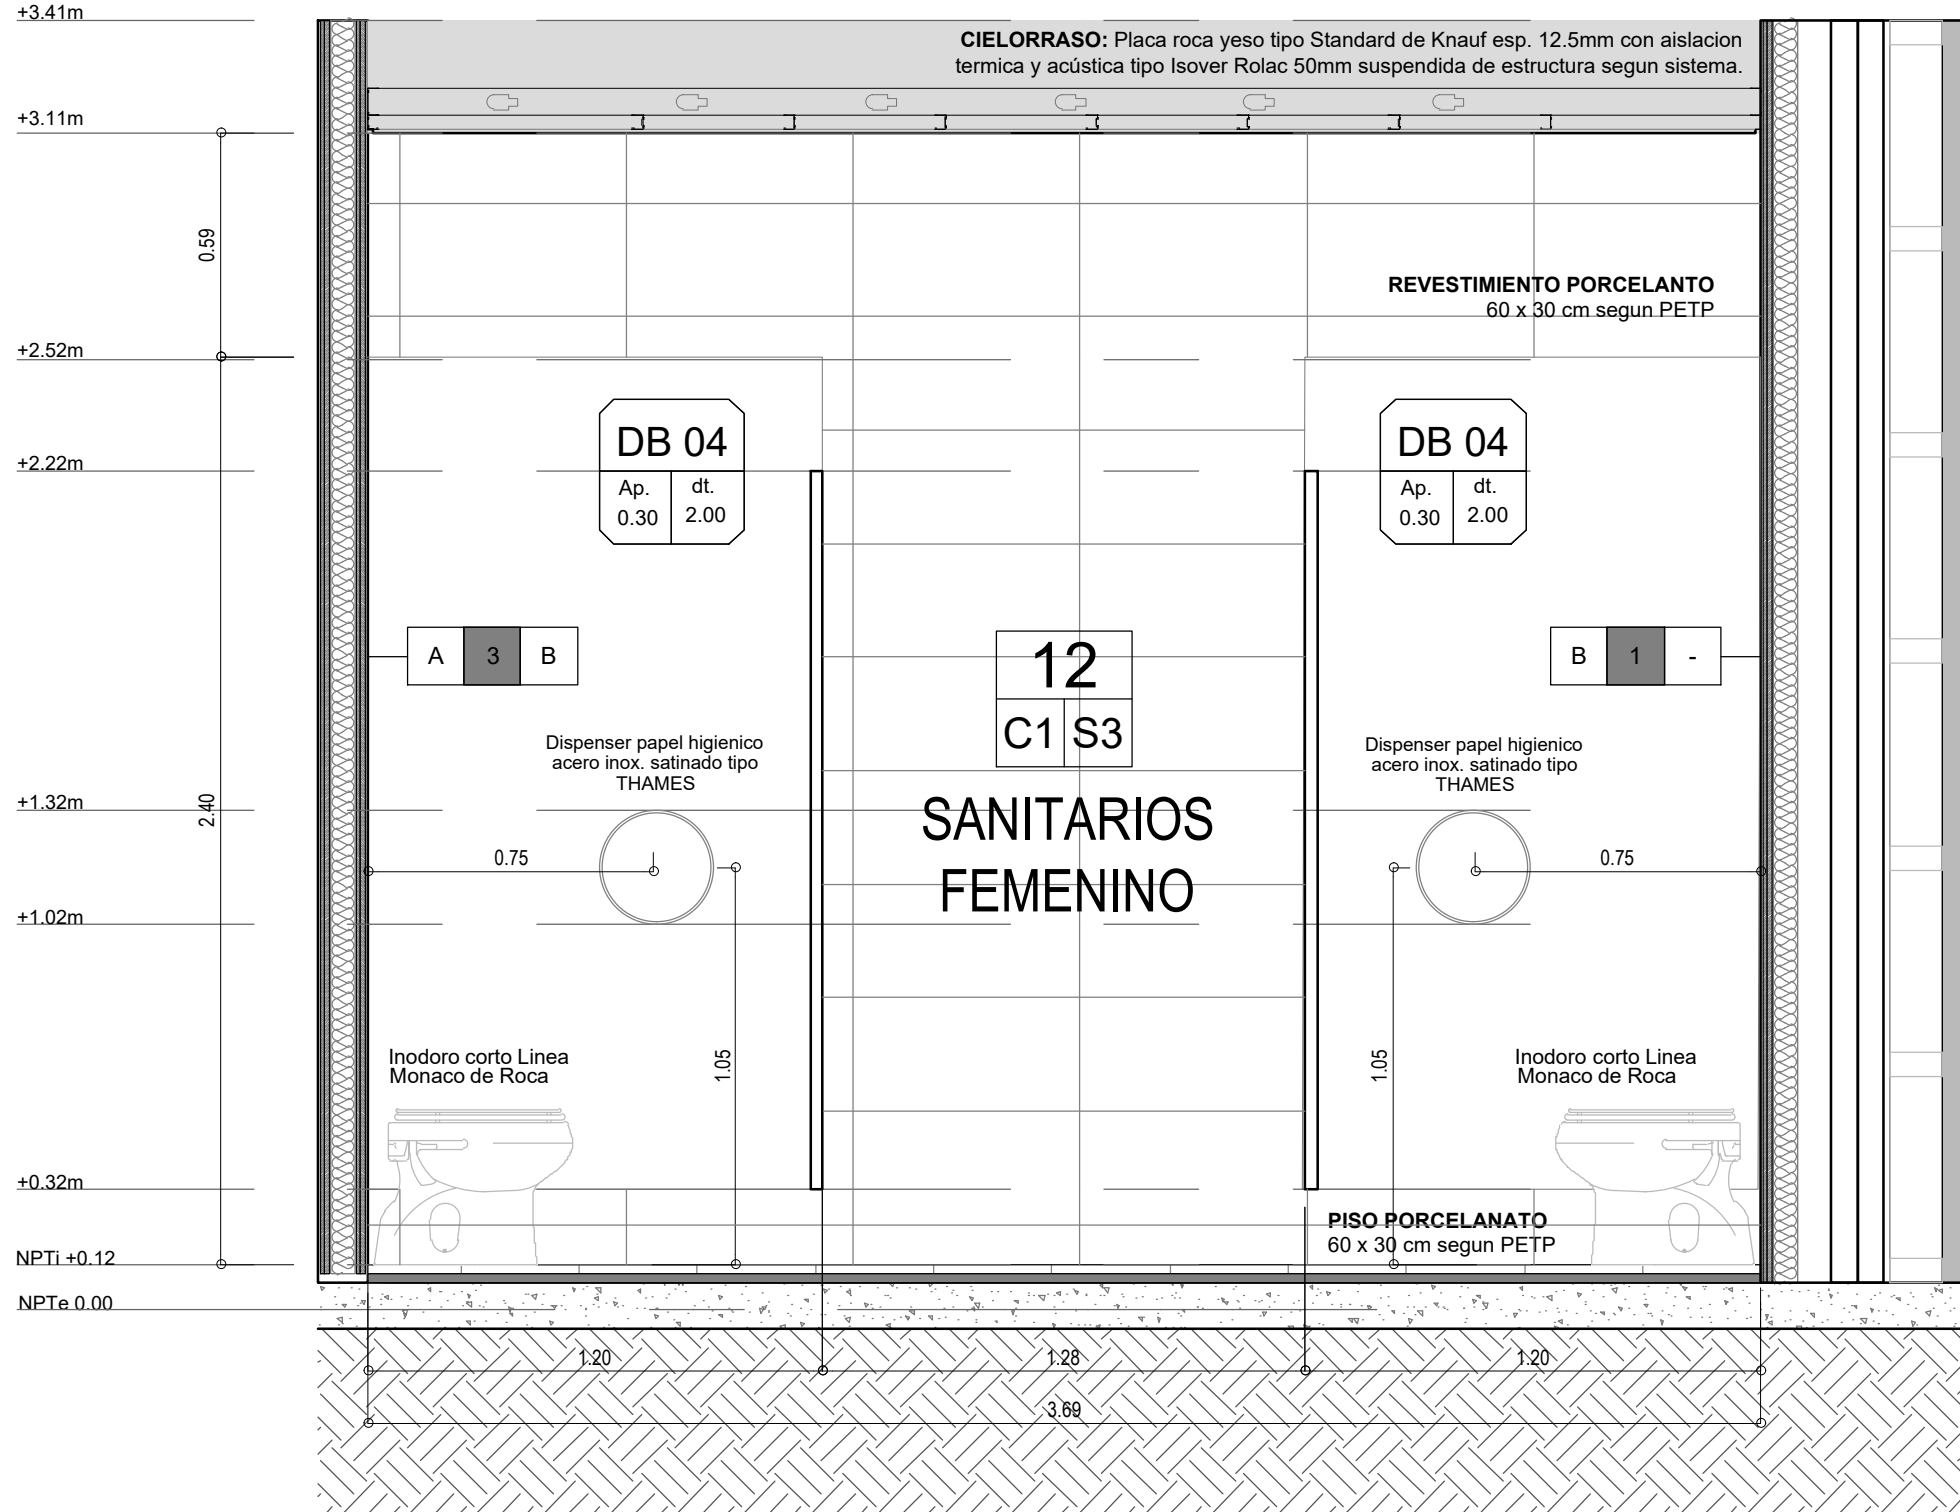 +3.41m
CIELORRASO: Placa roca yeso tipo Standard de Knauf esp. 12.5mm con aislacion
termica y acústica tipo Isover Rolac 50mm suspendida de estructura segun sistema.
+3.11m
0.59
REVESTIMIENTO PORCELANTO
60 x 30 cm segun PETP
+2.52m
DB 04
Ap.
0.30
dt.
2.00
DB 04
Ap.
0.30
dt.
2.00
+2.22m
A 3 B
12
C1 S3
B 1 -
Dispenser papel higienico
acero inox. satinado tipo
THAMES
Dispenser papel higienico
acero inox. satinado tipo
THAMES
+1.32m
2.40
SANITARIOS
FEMENINO
0.75
0.75
+1.02m
Inodoro corto Linea
Monaco de Roca
1.05
1.05
Inodoro corto Linea
Monaco de Roca
+0.32m
PISO PORCELANATO
60 x 30 cm segun PETP
NPTi +0.12
NPTe 0.00
1.20
1.28
1.20
3.69